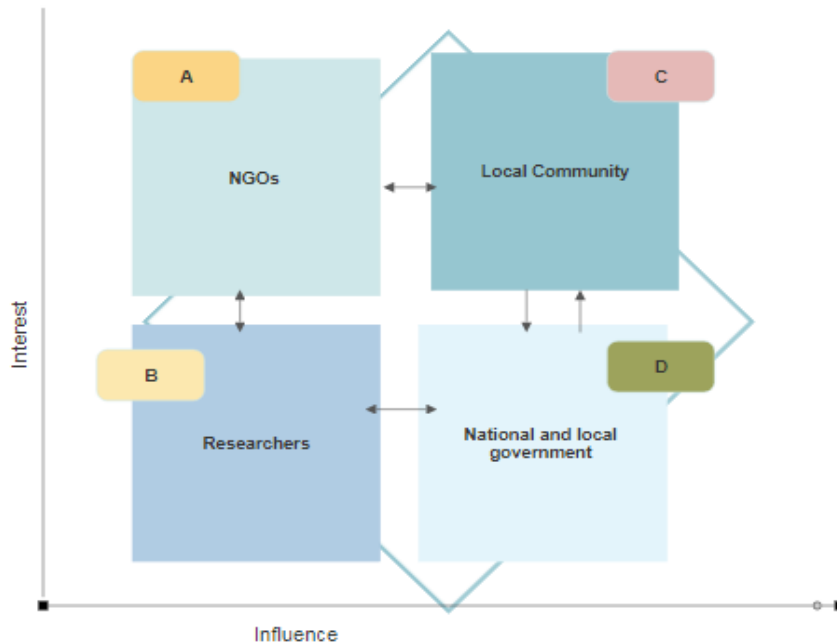 A
C
NGOs
Local Community
Interest
B
D
Researchers
National and local
government
Influence